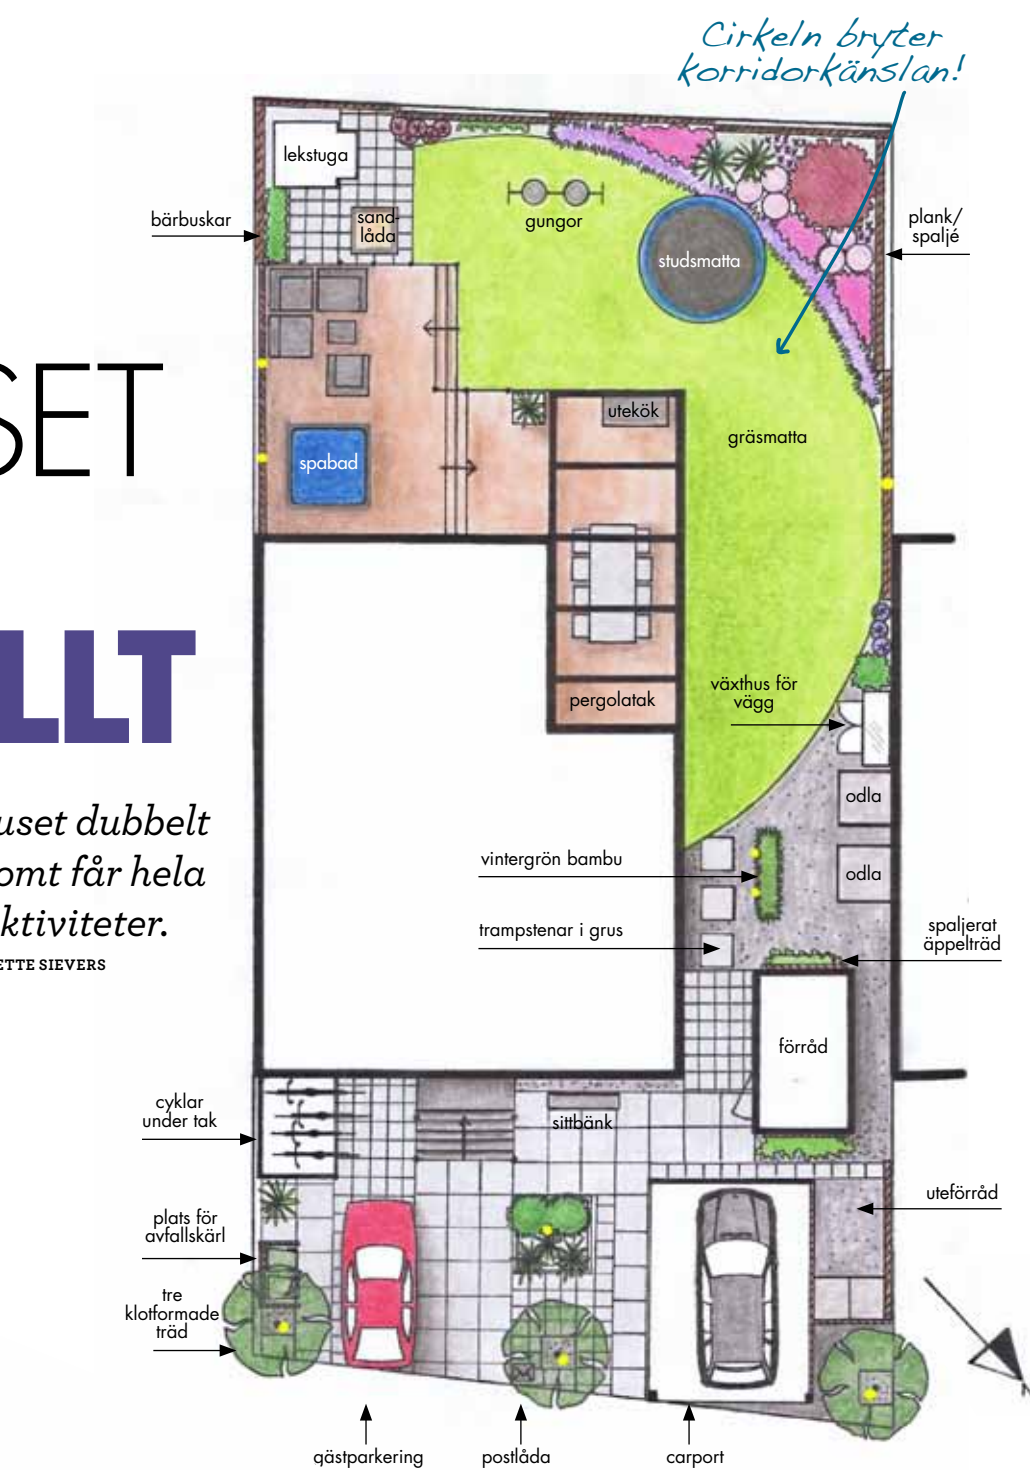 Cirkeln bryter
korridorkänslan!
lekstuga
bärbuskar
sand-
låda
gungor
studsmatta
plank/
spaljé
SET
utekök
gräsmatta
spabad
LLT
växthus för
vägg
pergolatak
odla
uset dubbelt
omt får hela
ktiviteter.
ETTE SIEVERS
vintergrön bambu
odla
trampstenar i grus
spaljerat
äppelträd
förråd
cyklar
under tak
sittbänk
uteförråd
plats för
avfallskärl
tre
klotformade
träd
gästparkering
postlåda
carport